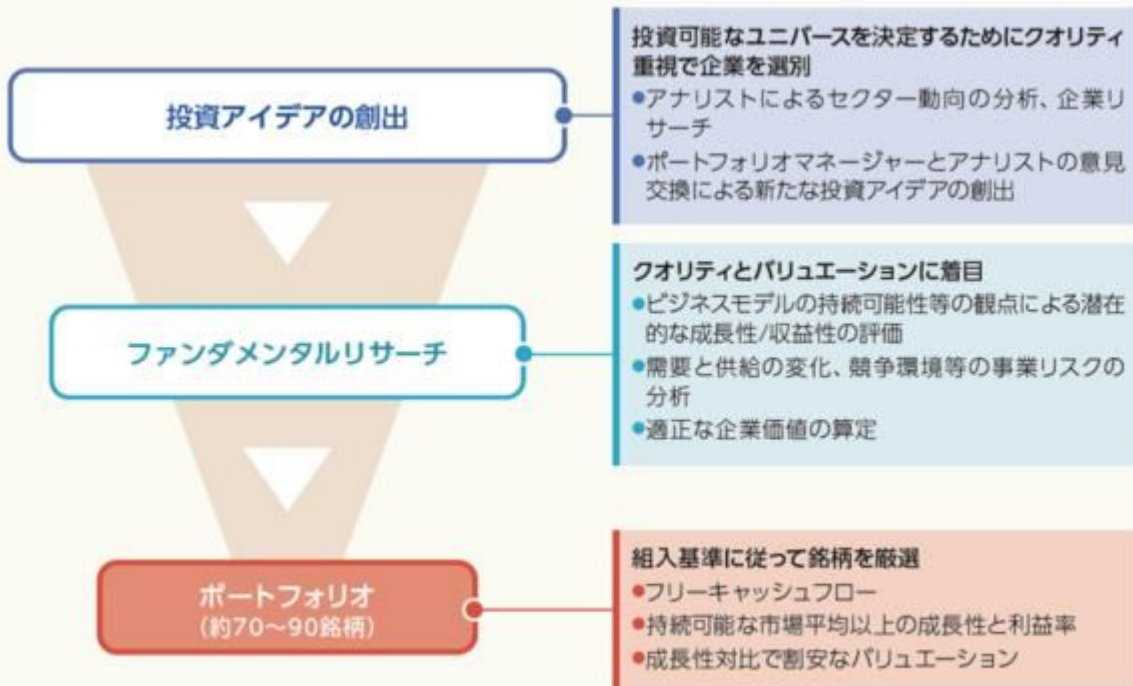 投資アイデアの創出
投資可能なユニバースを決定するためにクオリティ
重視で企業を選別
●アナリストによるセクター動向の分析、企業リ
サーチ
●ポートフォリオマネージャーとアナリストの意見
交換による新たな投資アイデアの創出
ファンダメンタルリサーチ
クオリティとバリュエーションに着目
●ビジネスモデルの持続可能性等の観点による潜在
的な成長性/収益性の評価
●需要と供給の変化、競争環境等の事業リスクの
分析
●適正な企業価値の算定
ポートフォリオ
(約70～90銘柄)
組入基準に従って銘柄を厳選
●フリーキャッシュフロー
●持続可能な市場平均以上の成長性と利益率
●成長性対比で割安なバリュエーション